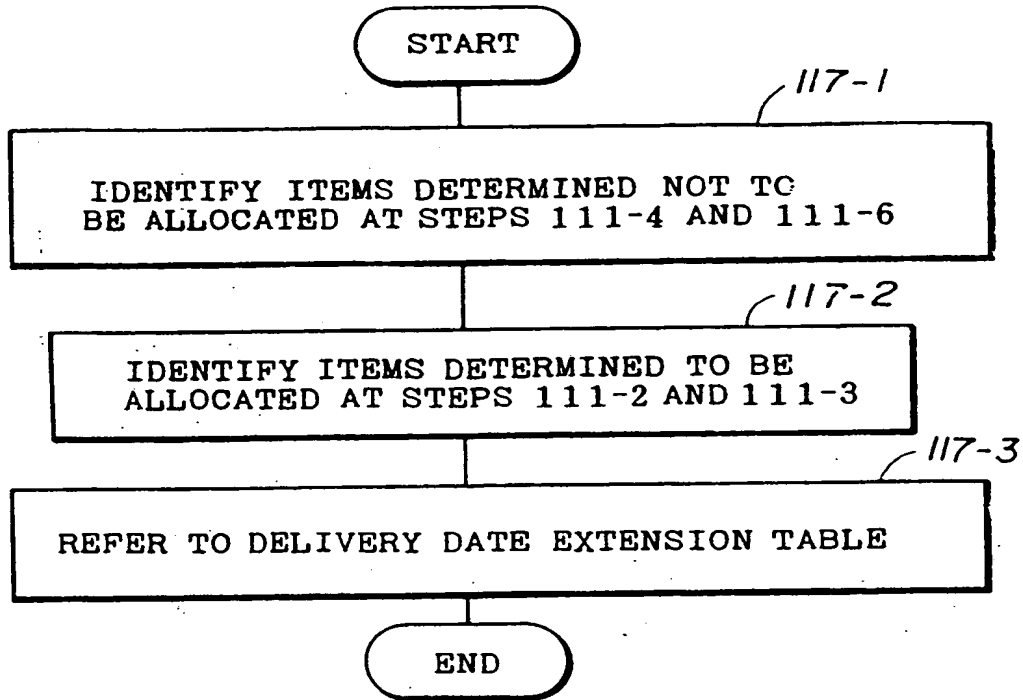 START
117-1
IDENTIFY ITEMS DETERMINED NOT TO
BE ALLOCATED AT STEPS 111-4 AND 111-6
117-2
IDENTIFY ITEMS DETERMINED TO BE
ALLOCATED AT STEPS 111-2 AND 111-3
117-3
REFER TO DELIVERY DATE EXTENSION TABLE
END